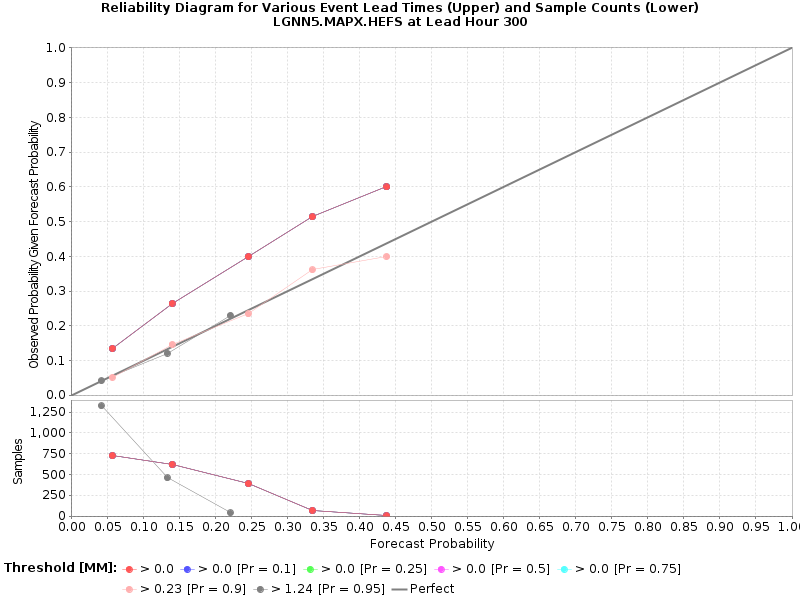 Reliability Diagram for Various Event Lead Times (Upper) and Sample Counts (Lower)
LGNN5.MAPX.HEFS at Lead Hour 300
Observed Probability Given Forecast Probability
1.0
0.9
0.8
0.7
0.6
0.5
0.4
0.3
0.2
0.1
0.0
Samples
1,250
1,000
750
500
250
0
0.00 0.05 0.10 0.15 0.20 0.25 0.30 0.35 0.40 0.45 0.50 0.55 0.60 0.65 0.70 0.75 0.80 0.85 0.90 0.95 1.0
Forecast Probability
Threshold [MM]: > 0.0 > 0.0 [Pr = 0.1] > 0.0 [Pr = 0.25] > 0.0 [Pr = 0.5] > 0.0 [Pr = 0.75]
> 0.23 [Pr = 0.9] > 1.24 [Pr = 0.95] Perfect